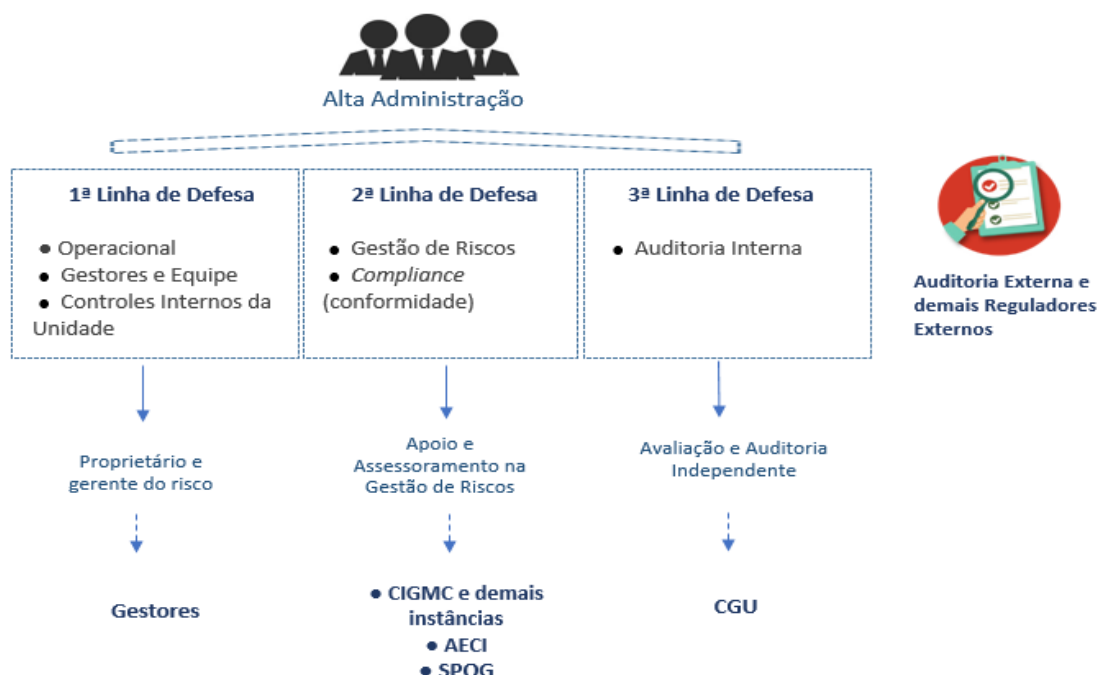 Alta Administração
1ª Linha de Defesa
● Operacional
● Gestores e Equipe
● Controles Internos da
Unidade
2ª Linha de Defesa
● Gestão de Riscos
● Compliance
(conformidade)
3ª Linha de Defesa
● Auditoria Interna
Auditoria Externa e
demais Reguladores
Externos
Proprietário e
gerente do risco
Apoio e
Assessoramento na
Gestão de Riscos
Avaliação e Auditoria
Independente
Gestores
● CIGMC e demais
instâncias
● AECI
● SPOG
CGU